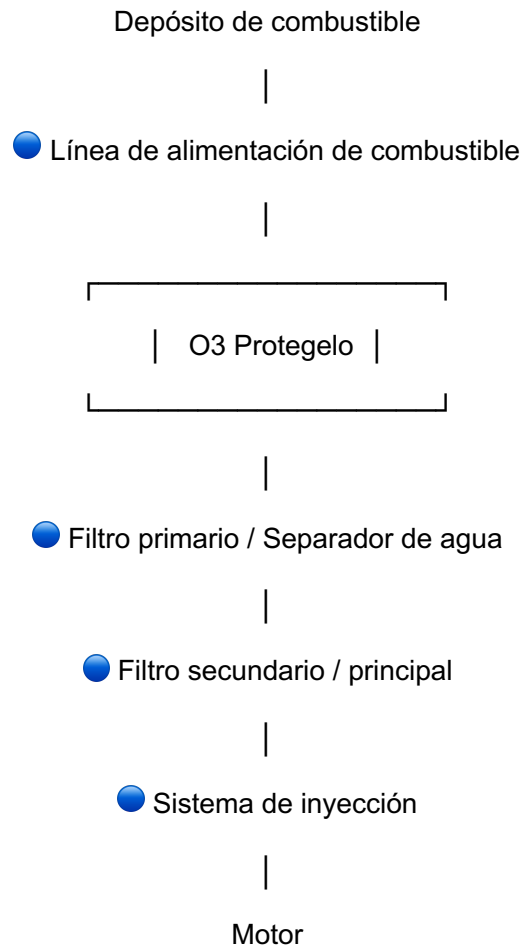 Depósito de combustible
Línea de alimentación de combustible
O3 Protegelo
Filtro primario / Separador de agua
Filtro secundario / principal
Sistema de inyección
Motor